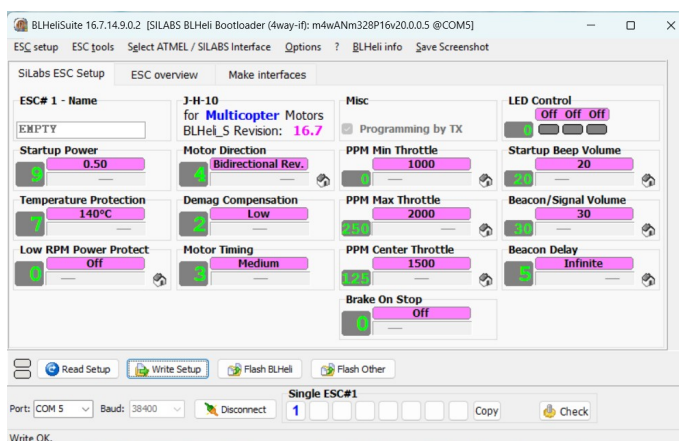 BLHeliSuite 16.7.14.9.0.2 [SILABS BLHeli Bootloader (4way-if): m4wANm328P16v20.0.0.5 @COM5]
ESC setup ESC tools Select ATMEL / SILABS Interface Options ? BLHeli info Save Screenshot
SiLabs ESC Setup ESC overview Make interfaces
ESC# 1 - Name
EMPTY
J-H-10
for Multicopter Motors
BLHeli_S Revision: 16.7
Misc
Programming by TX
LED Control
Off Off Off
0
Startup Power
0.50
9
Motor Direction
Bidirectional Rev.
4
PPM Min Throttle
1000
0
Startup Beep Volume
20
20
Temperature Protection
140°C
7
Demag Compensation
Low
2
PPM Max Throttle
2000
250
Beacon/Signal Volume
30
30
Low RPM Power Protect
Off
0
Motor Timing
Medium
3
PPM Center Throttle
1500
125
Beacon Delay
Infinite
5
Brake On Stop
Off
0
Read Setup Write Setup Flash BLHeli Flash Other
Single ESC#1
Port: COM 5 Baud: 38400 Disconnect 1 Copy Check
Write OK.